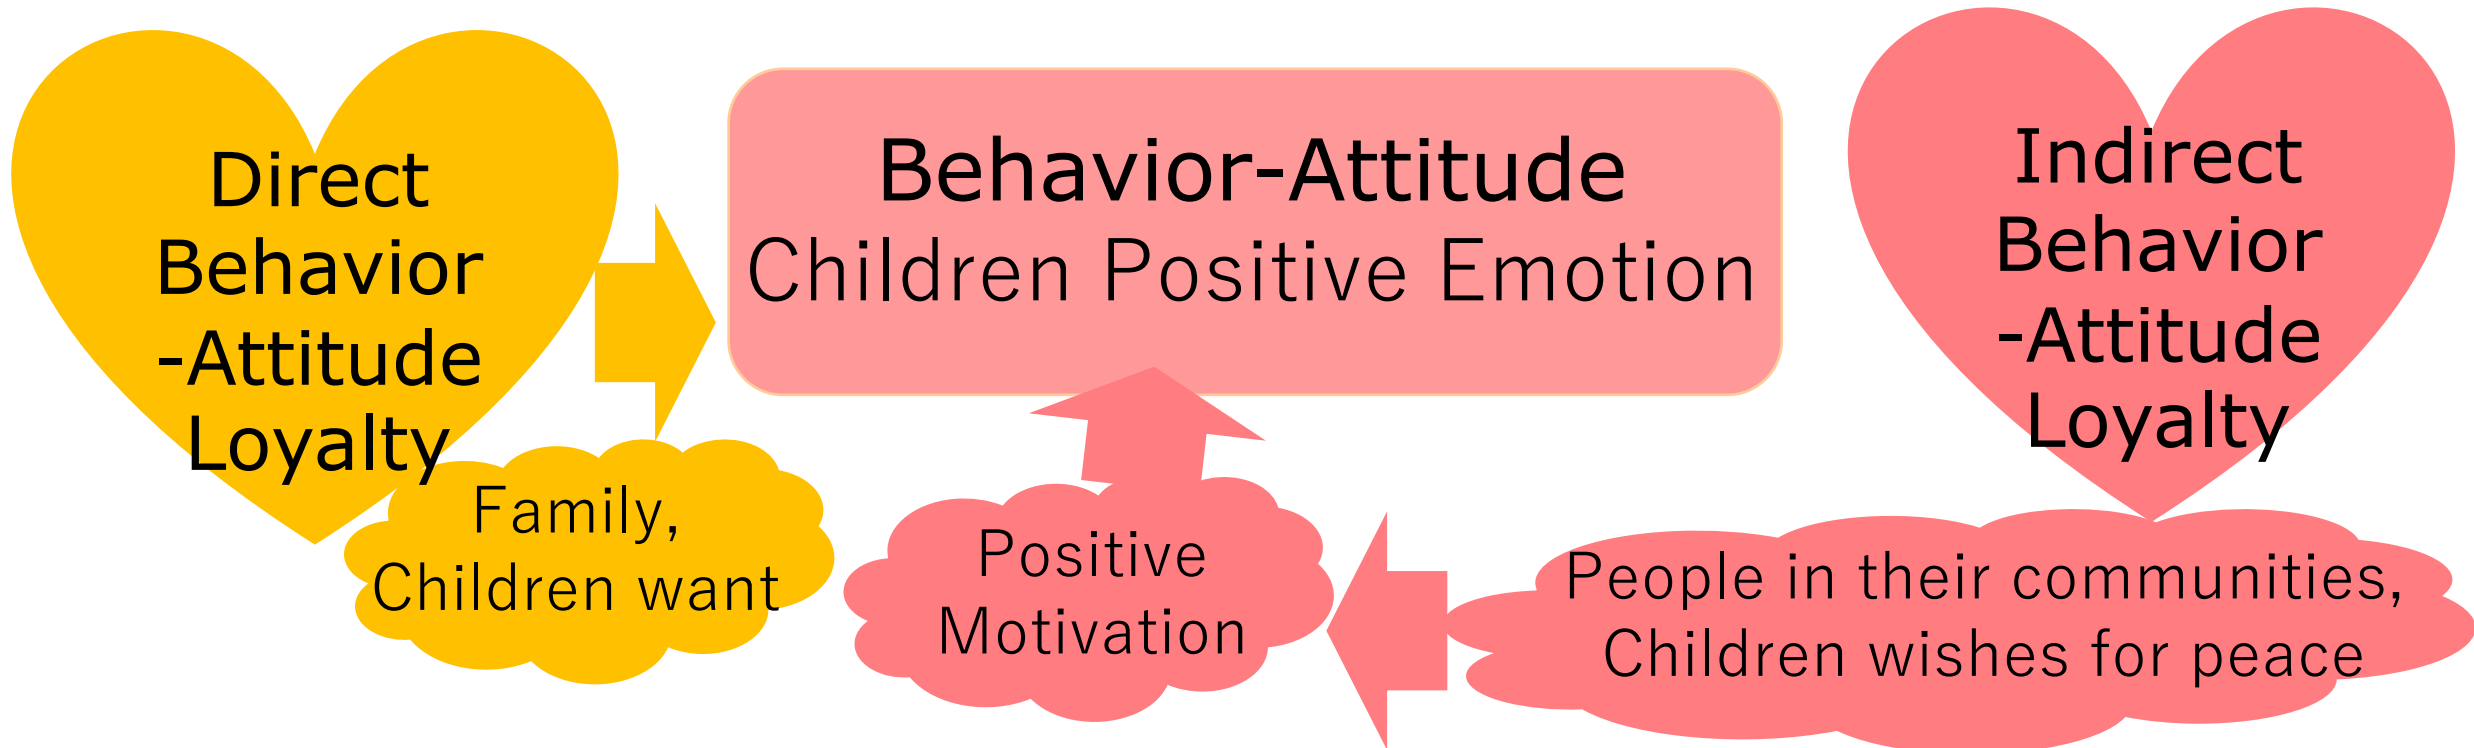 Direct
Behavior
-Attitude
Loyalty
Family,
Children want
Behavior-Attitude
Children Positive Emotion
Positive
Motivation
Indirect
Behavior
-Attitude
Loyalty
People in their communities,
Children wishes for peace